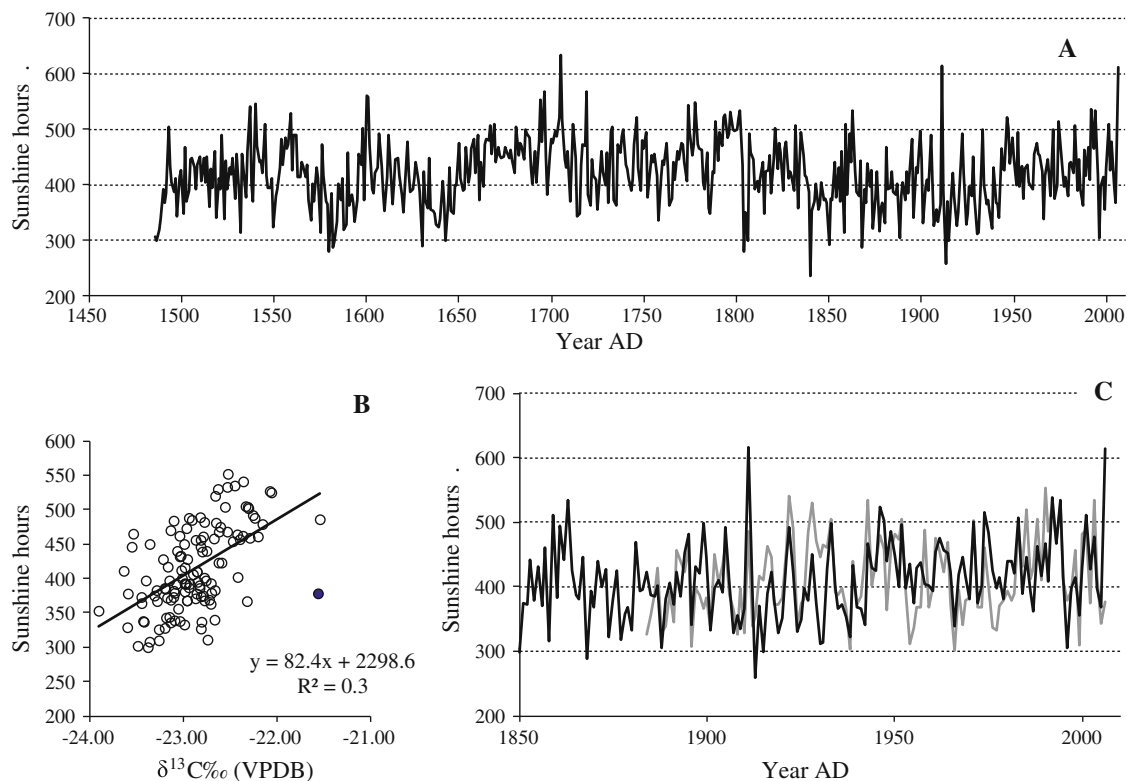 A
Sunshine hours .
700
600
500
400
300
200
1450 1500 1550 1600 1650 1700 1750 1800 1850 1900 1950 2000
Year AD
B
Sunshine hours
600
550
500
450
400
350
300
250
200
y = 82.4x + 2298.6
R² = 0.3
-24.00 -23.00 -22.00 -21.00
δ¹³C‰ (VPDB)
C
Sunshine hours .
700
600
500
400
300
200
1850 1900 1950 2000
Year AD